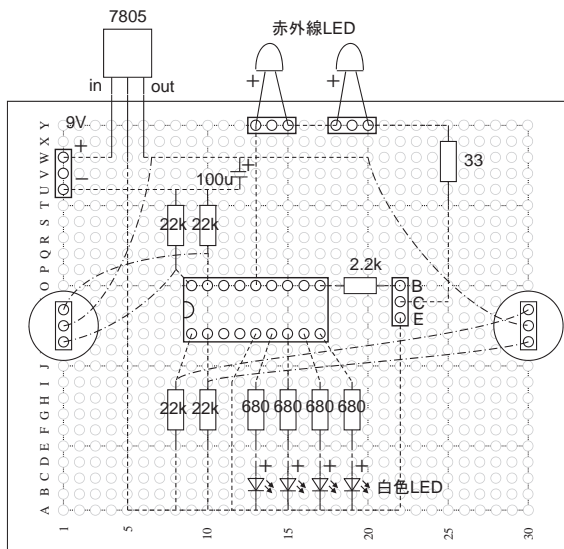 7805
赤外線LED
in
out
+
+
9V
+
−
+
100u
33
22k
22k
2.2k
B
C
E
22k
22k
680
680
680
680
+
+
+
+
白色LED
A B C D E F G H I J
O P Q R S T U V W X Y
1
5
10
15
20
25
30